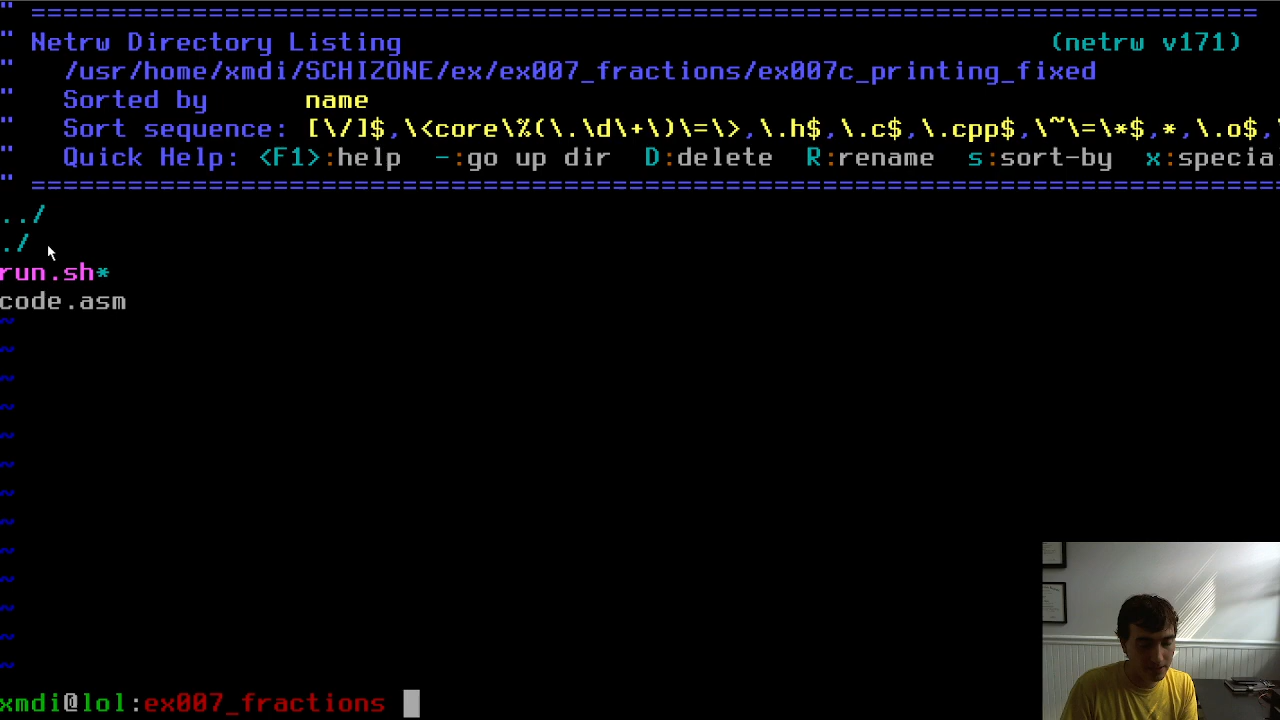 " ============================================================================
" Netrw Directory Listing (netrw v171)
" /usr/home/xmdi/SCHIZONE/ex/ex007_fractions/ex007c_printing_fixed
" Sorted by name
" Sort sequence: [\/]$,\<core\%(\.\d\+\)\=\>,\.h$,\.c$,\.cpp$,\~\=\*$,*,\.o$,\
" Quick Help: <F1>:help -:go up dir D:delete R:rename s:sort-by x:specia
" ==============================================================================
../
./
run.sh*
code.asm
~
~
~
~
~
~
~
~
~
~
~
~
~
xmdi@lol:ex007_fractions